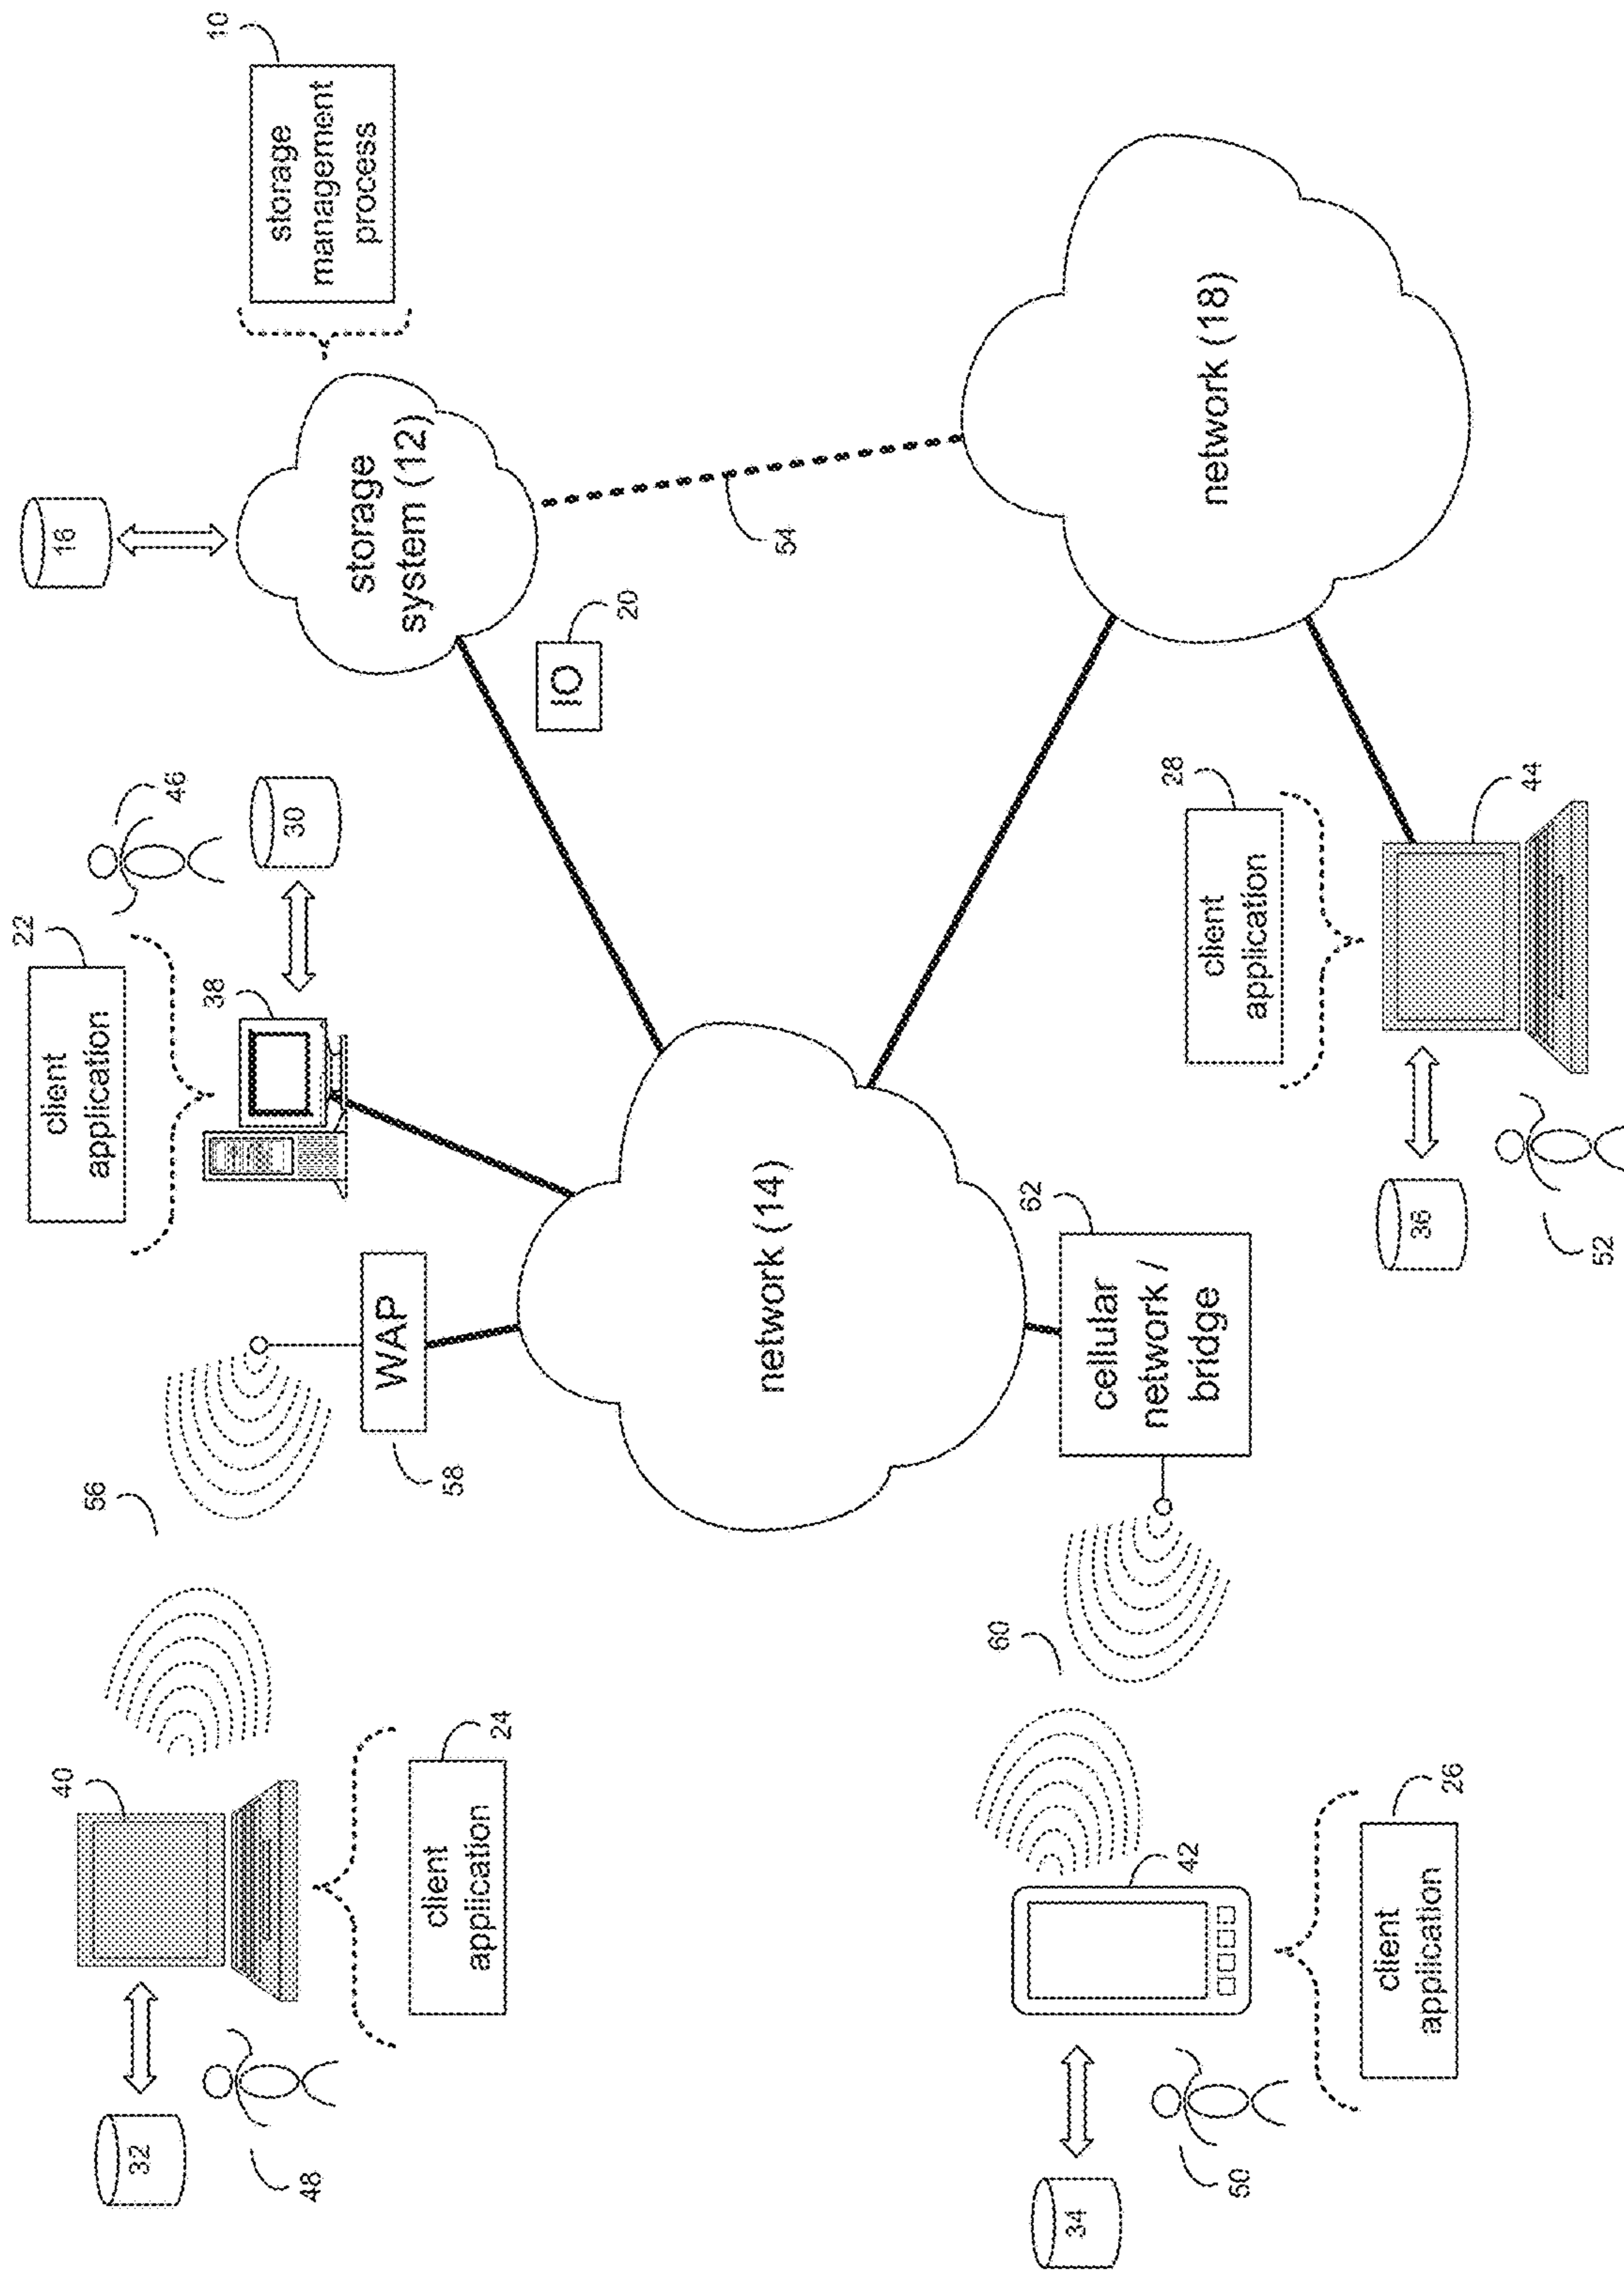 40
32
48
client
application
24
56
WAP
58
client
application
22
38
46
30
16
storage
system (12)
storage
management
process
10
IO
20
54
network (14)
network (18)
34
50
42
client
application
26
60
cellular
network /
bridge
62
client
application
28
44
36
52